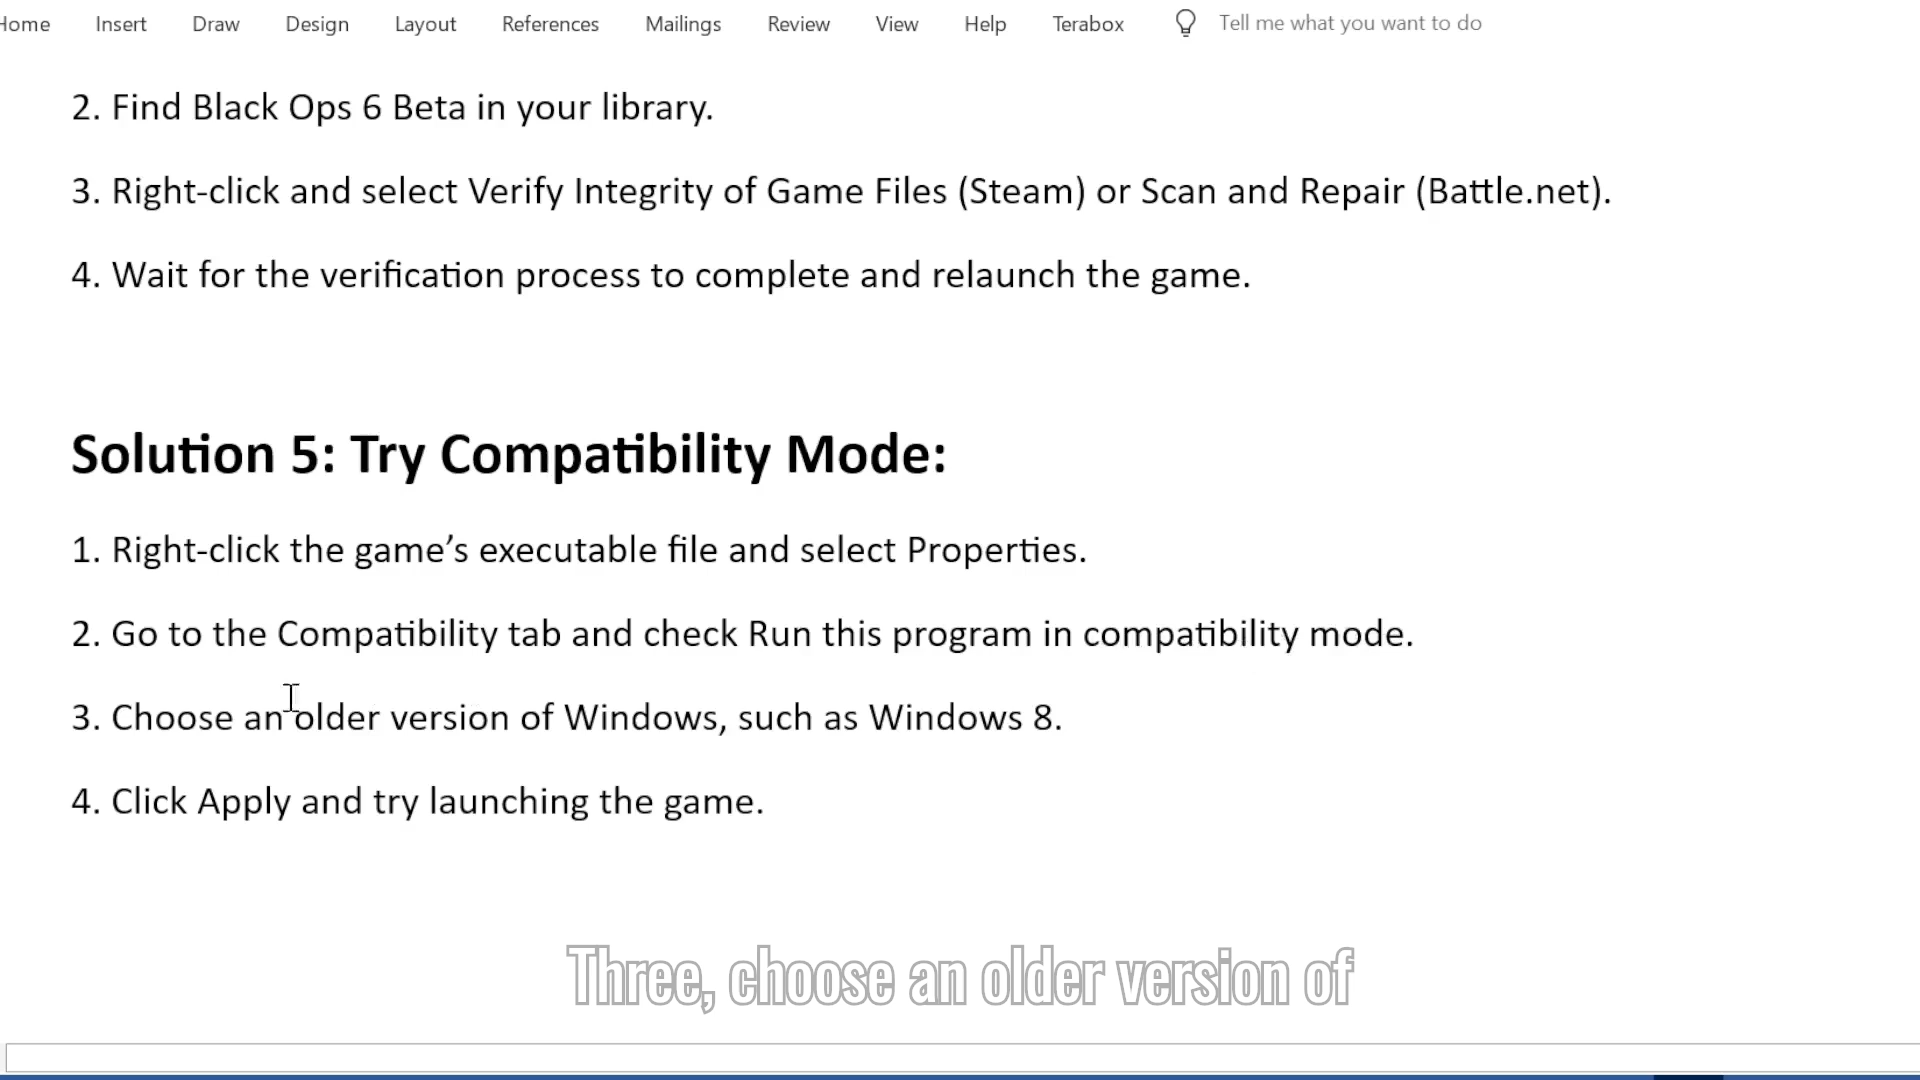 Home Insert Draw Design Layout References Mailings Review View Help Terabox Tell me what you want to do
2. Find Black Ops 6 Beta in your library.
3. Right-click and select Verify Integrity of Game Files (Steam) or Scan and Repair (Battle.net).
4. Wait for the verification process to complete and relaunch the game.
Solution 5: Try Compatibility Mode:
1. Right-click the game’s executable file and select Properties.
2. Go to the Compatibility tab and check Run this program in compatibility mode.
3. Choose an older version of Windows, such as Windows 8.
4. Click Apply and try launching the game.
Three, choose an older version of